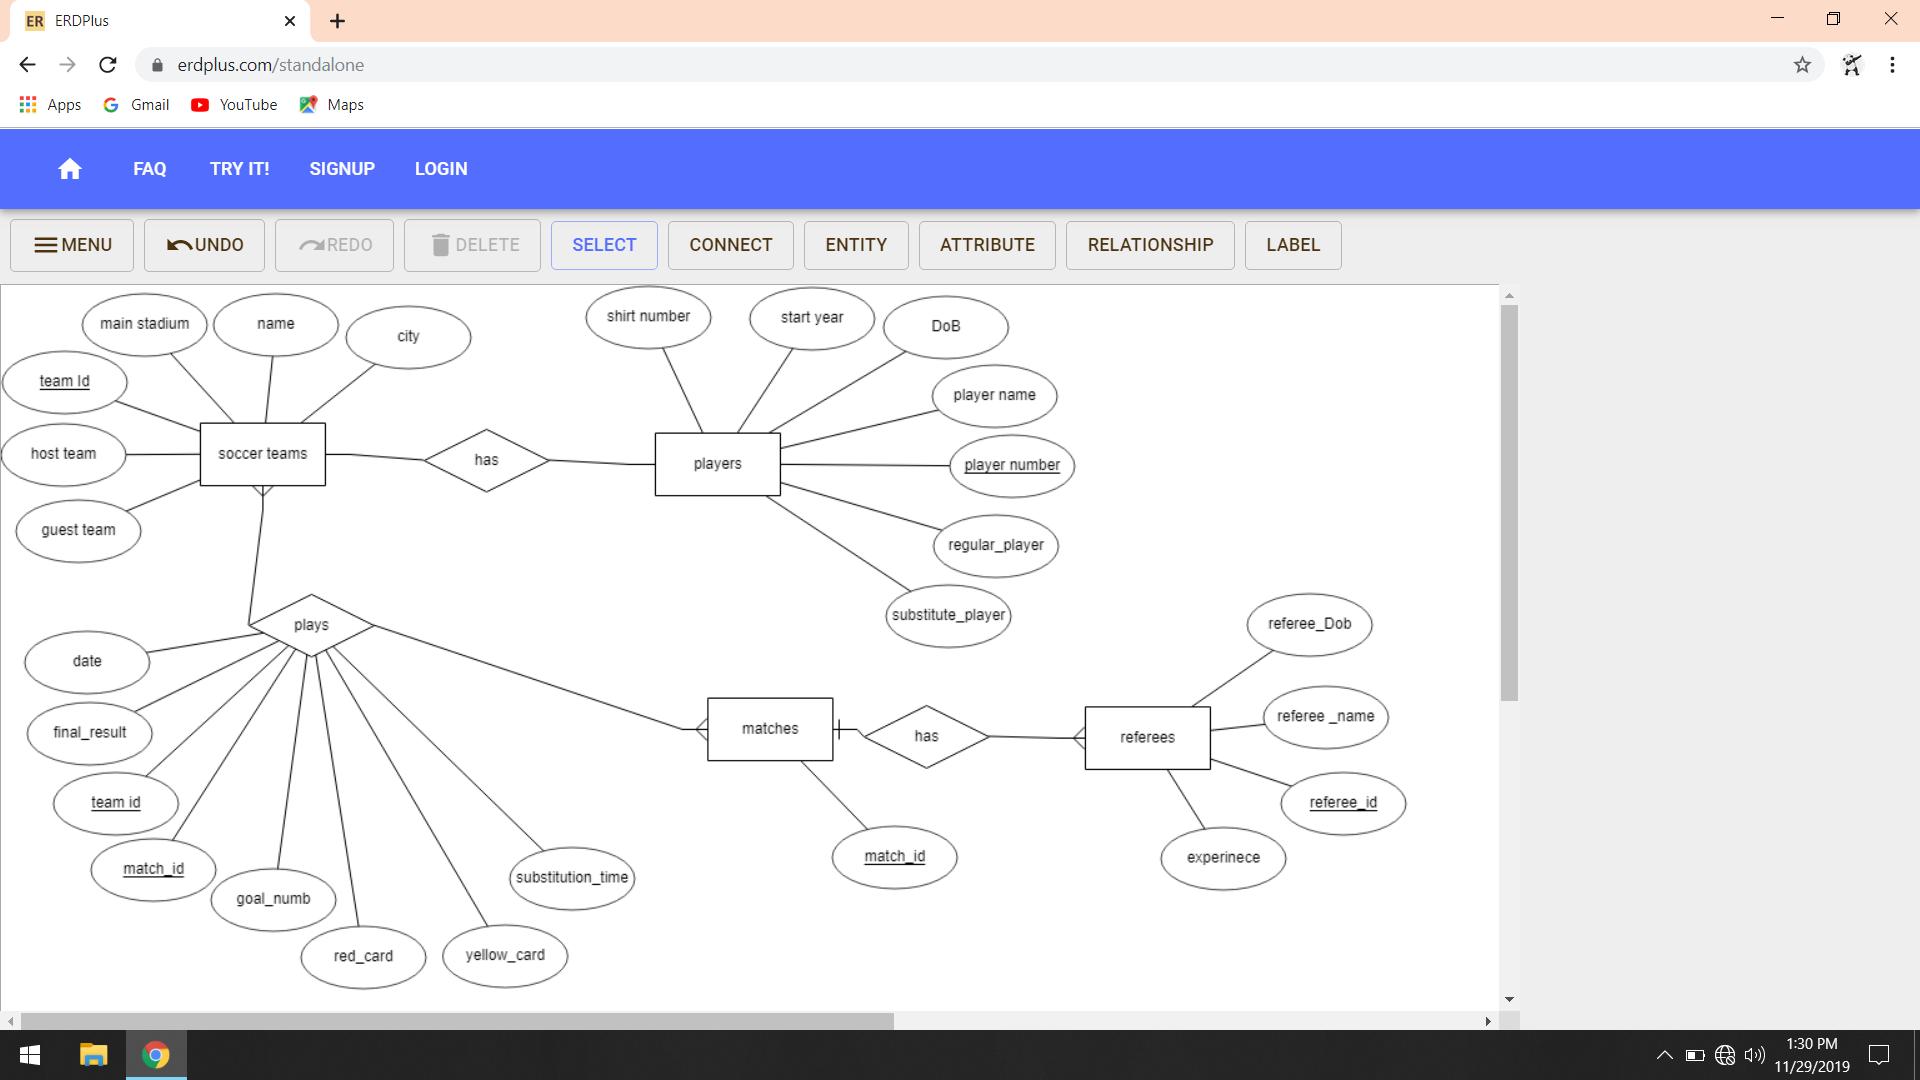 ER ERDPlus
erdplus.com/standalone
Apps Gmail YouTube Maps
FAQ TRY IT! SIGNUP LOGIN
MENU UNDO REDO DELETE SELECT CONNECT ENTITY ATTRIBUTE RELATIONSHIP LABEL
main stadium
name
city
team Id
host team
guest team
soccer teams
has
players
shirt number
start year
DoB
player name
player number
regular_player
substitute_player
plays
date
final_result
team id
match_id
goal_numb
red_card
yellow_card
substitution_time
matches
match_id
has
referees
referee_Dob
referee _name
referee_id
experinece
1:30 PM
11/29/2019